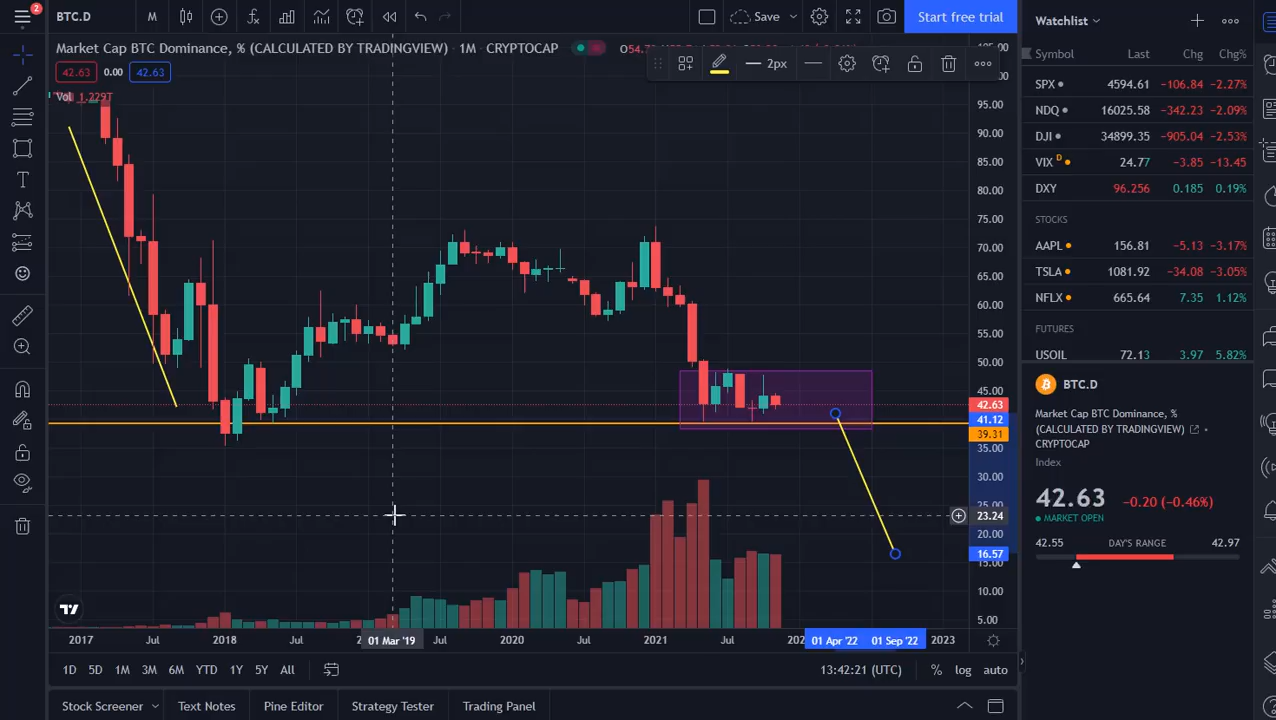 2
BTC.D
M
Save
Start free trial
Market Cap BTC Dominance, % (CALCULATED BY TRADINGVIEW) · 1M · CRYPTOCAP
42.63 0.00 42.63
2px
Vol 1.229T
95.00
90.00
85.00
80.00
75.00
70.00
65.00
60.00
55.00
50.00
45.00
42.63
41.12
39.31
35.00
30.00
25.00
23.24
20.00
16.57
15.00
10.00
5.00
2017 Jul 2018 Jul 01 Mar '19 Jul 2020 Jul 2021 Jul 01 Apr '22 01 Sep '22 2023
1D 5D 1M 3M 6M YTD 1Y 5Y All
13:42:21 (UTC) % log auto
Stock Screener Text Notes Pine Editor Strategy Tester Trading Panel
Watchlist
Symbol Last Chg Chg%
SPX 4594.61 −106.84 −2.27%
NDQ 16025.58 −342.23 −2.09%
DJI 34899.35 −905.04 −2.53%
VIX D 24.77 −3.85 −13.45
DXY 96.256 0.185 0.19%
STOCKS
AAPL 156.81 −5.13 −3.17%
TSLA 1081.92 −34.08 −3.05%
NFLX 665.64 7.35 1.12%
FUTURES
USOIL 72.13 3.97 5.82%
BTC.D
Market Cap BTC Dominance, %
(CALCULATED BY TRADINGVIEW) •
CRYPTOCAP
Index
42.63 −0.20 (−0.46%)
MARKET OPEN
42.55 DAY'S RANGE 42.97